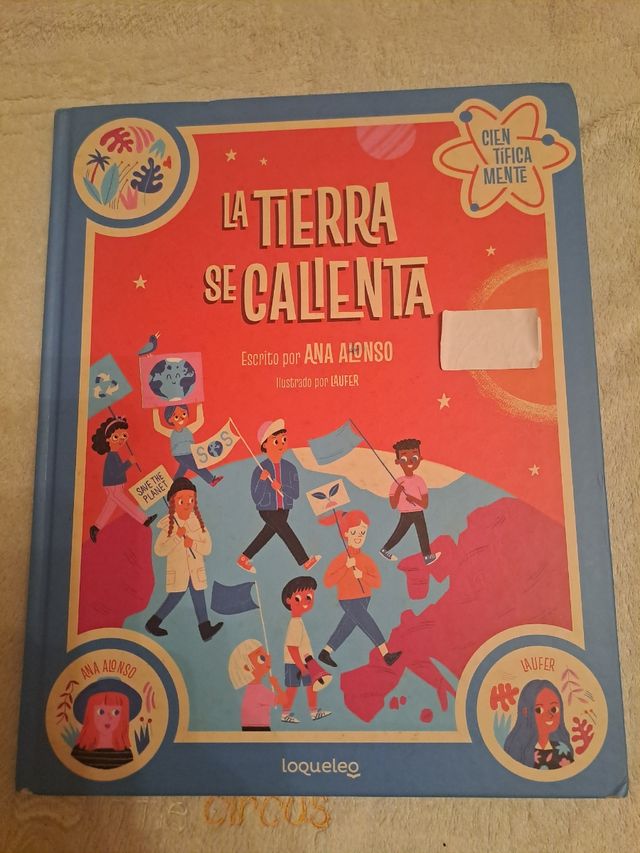 CIEN
TÍFICA
MENTE
LA TIERRA
SE CALIENTA
Escrito por ANA ALONSO
Ilustrado por LAUFER
SOS
SAVE THE
PLANET
ANA ALONSO
LAUFER
loqueleo
CIRCUS